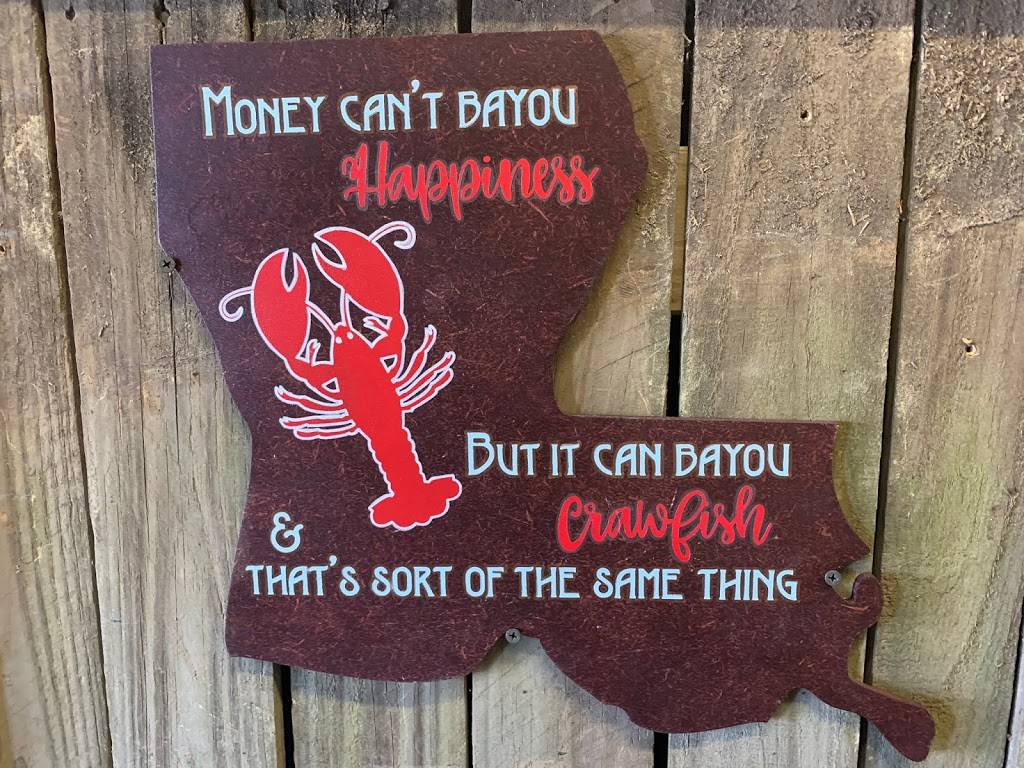 Money can't bayou
Happiness
But it can bayou
Crawfish
&
that's sort of the same thing